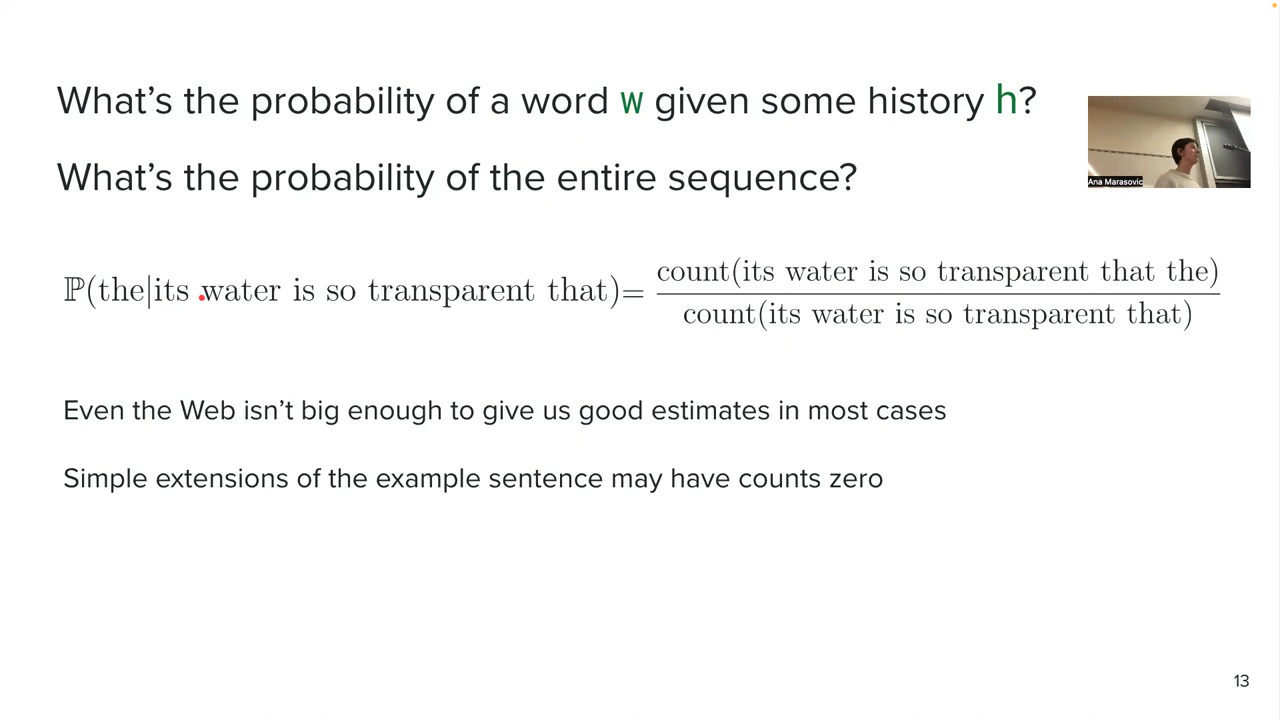 What's the probability of a word w given some history h?
What's the probability of the entire sequence?
Ana Marasovic
ℙ(the|its water is so transparent that)= count(its water is so transparent that the)
count(its water is so transparent that)
Even the Web isn't big enough to give us good estimates in most cases
Simple extensions of the example sentence may have counts zero
13